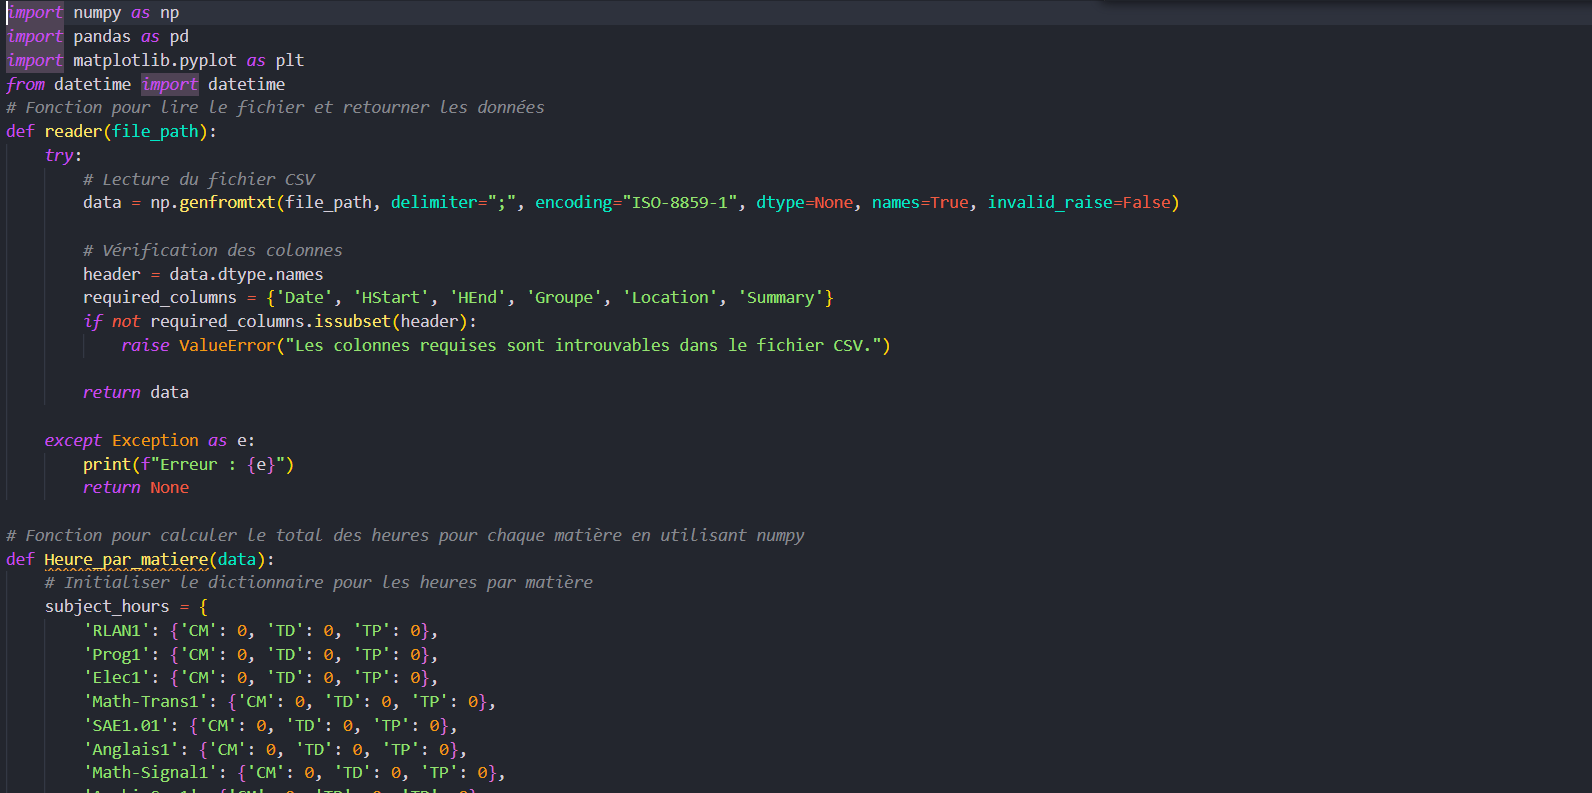 import numpy as np
import pandas as pd
import matplotlib.pyplot as plt
from datetime import datetime
# Fonction pour lire le fichier et retourner les données
def reader(file_path):
    try:
        # Lecture du fichier CSV
        data = np.genfromtxt(file_path, delimiter=";", encoding="ISO-8859-1", dtype=None, names=True, invalid_raise=False)

        # Vérification des colonnes
        header = data.dtype.names
        required_columns = {'Date', 'HStart', 'HEnd', 'Groupe', 'Location', 'Summary'}
        if not required_columns.issubset(header):
            raise ValueError("Les colonnes requises sont introuvables dans le fichier CSV.")

        return data

    except Exception as e:
        print(f"Erreur : {e}")
        return None

# Fonction pour calculer le total des heures pour chaque matière en utilisant numpy
def Heure_par_matiere(data):
    # Initialiser le dictionnaire pour les heures par matière
    subject_hours = {
        'RLAN1': {'CM': 0, 'TD': 0, 'TP': 0},
        'Prog1': {'CM': 0, 'TD': 0, 'TP': 0},
        'Elec1': {'CM': 0, 'TD': 0, 'TP': 0},
        'Math-Trans1': {'CM': 0, 'TD': 0, 'TP': 0},
        'SAE1.01': {'CM': 0, 'TD': 0, 'TP': 0},
        'Anglais1': {'CM': 0, 'TD': 0, 'TP': 0},
        'Math-Signal1': {'CM': 0, 'TD': 0, 'TP': 0},